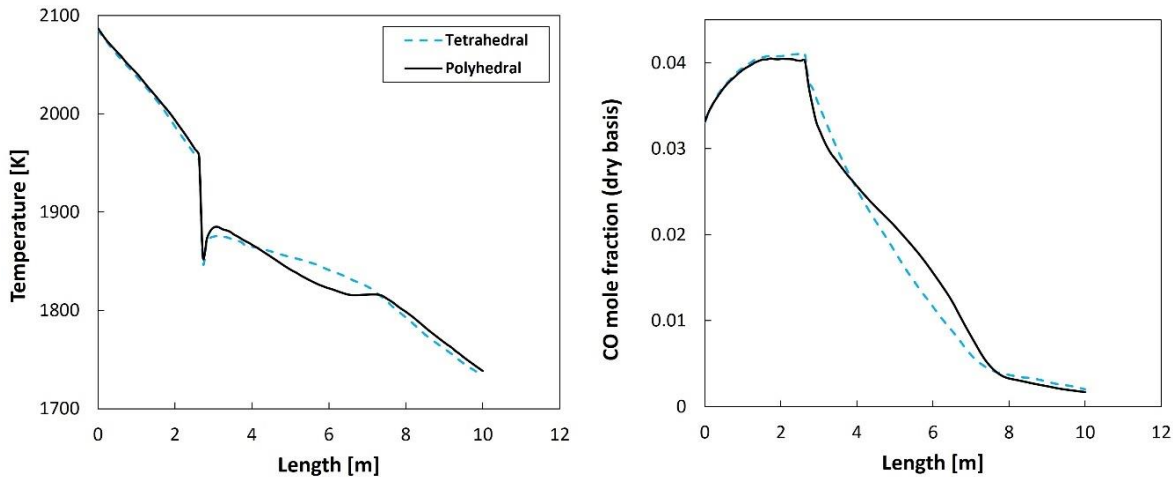 2100
2000
1900
1800
1700
Temperature [K]
0 2 4 6 8 10 12
Length [m]
Tetrahedral
Polyhedral
0.04
0.03
0.02
0.01
0
CO mole fraction (dry basis)
0 2 4 6 8 10 12
Length [m]